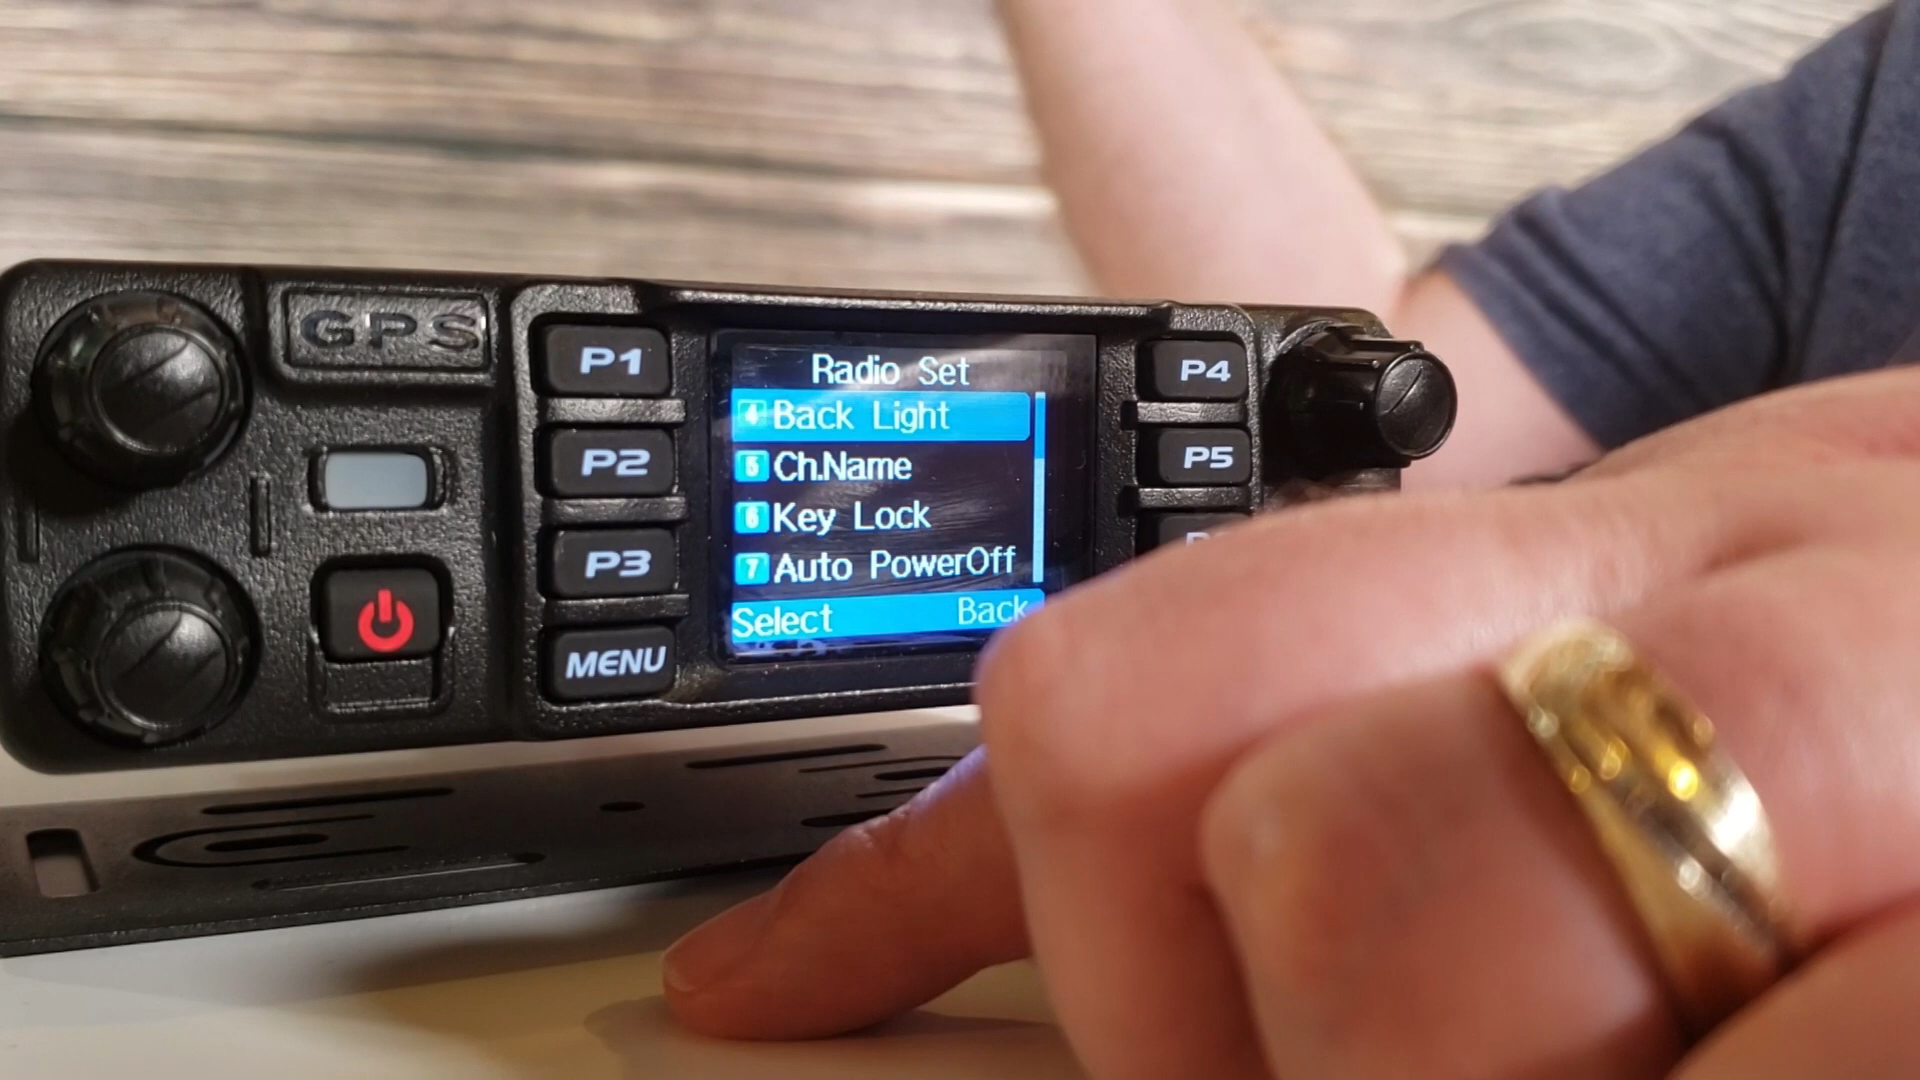 GPS
P1
P2
P3
MENU
Radio Set
4 Back Light
5 Ch.Name
6 Key Lock
7 Auto PowerOff
Select Back
P4
P5